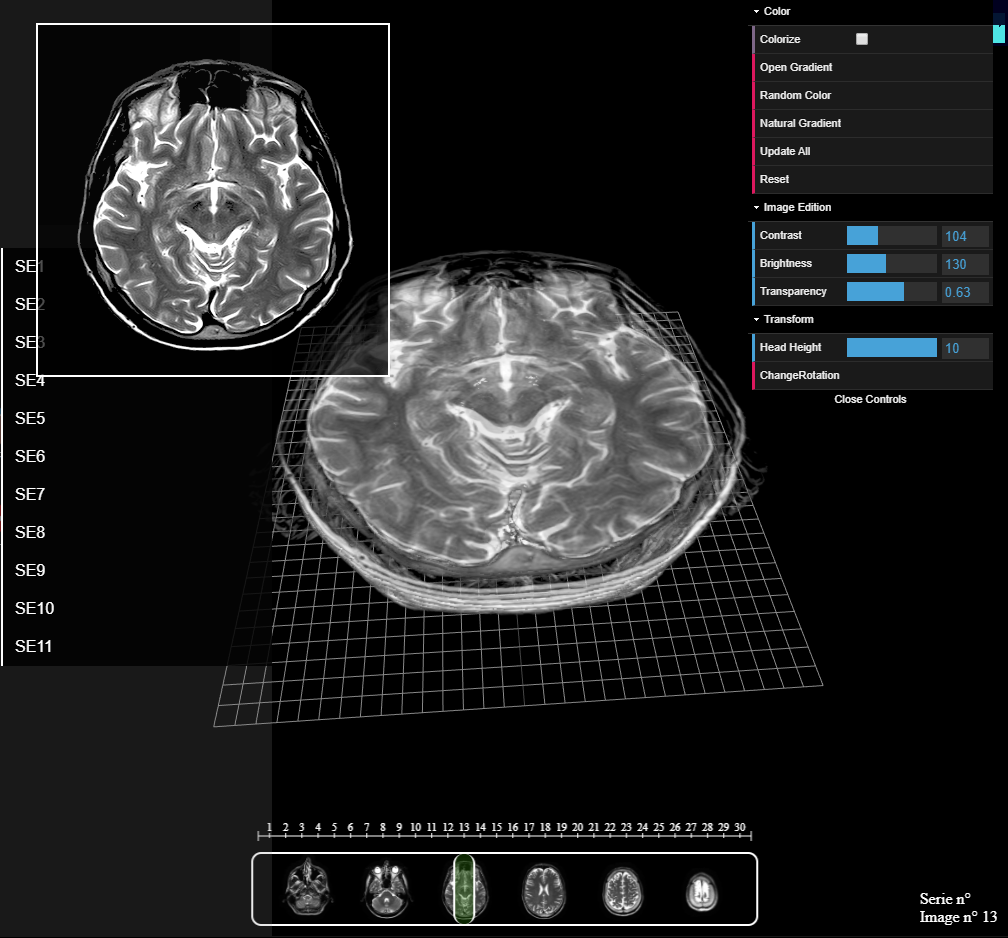 Color
Colorize
Open Gradient
Random Color
Natural Gradient
Update All
Reset
Image Edition
Contrast 104
Brightness 130
Transparency 0.63
Transform
Head Height 10
ChangeRotation
Close Controls
SE1
SE2
SE3
SE4
SE5
SE6
SE7
SE8
SE9
SE10
SE11
1 2 3 4 5 6 7 8 9 10 11 12 13 14 15 16 17 18 19 20 21 22 23 24 25 26 27 28 29 30
Serie n°
Image n° 13